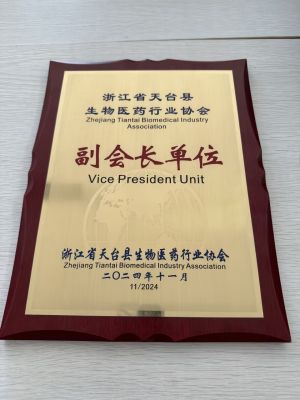 浙江省天台县
生物医药行业协会
Zhejiang Tiantai Biomedical Industry
Association
副会长单位
Vice President Unit
浙江省天台县生物医药行业协会
Zhejiang Tiantai Biomedical Industry Association
二〇二四年十一月
11/2024